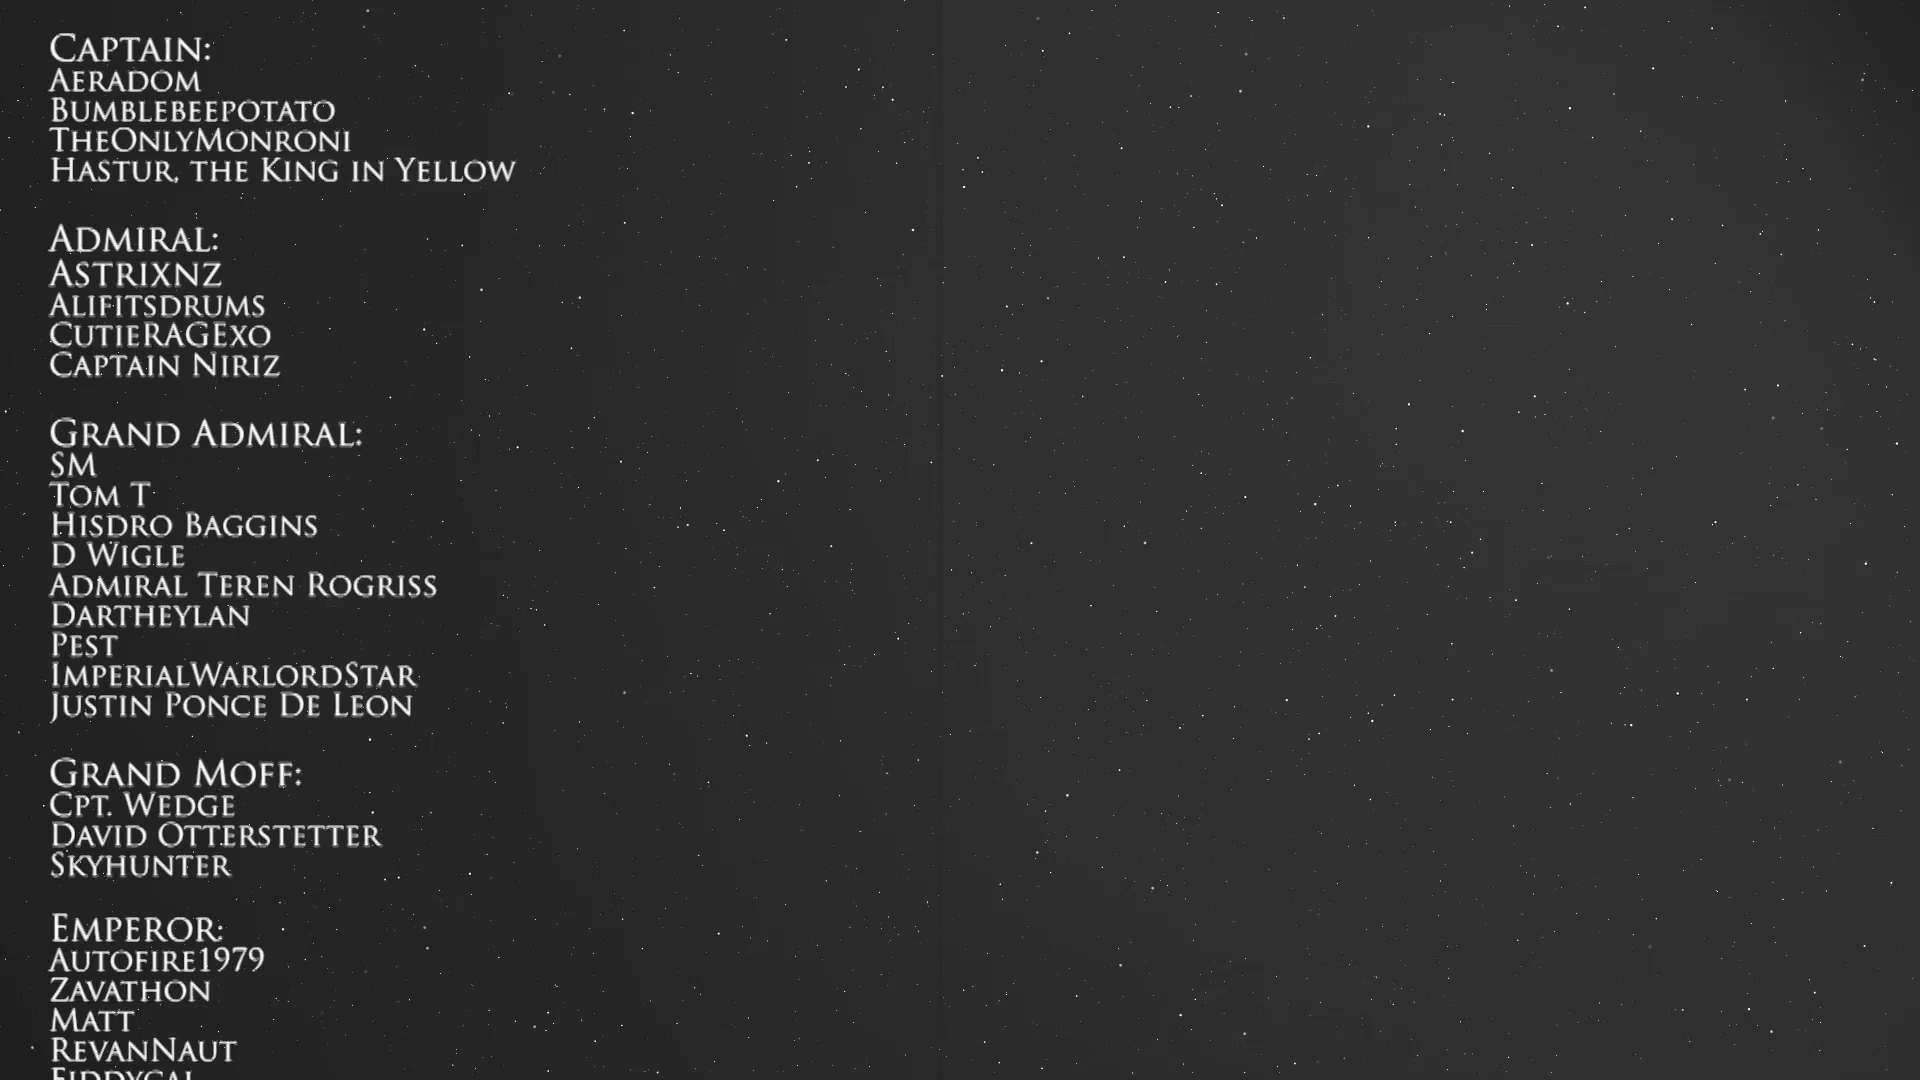 Captain:
Aeradom
Bumblebeepotato
TheOnlyMonroni
Hastur, the King in Yellow
Admiral:
Astrixnz
Alifitsdrums
CutieRAGExo
Captain Niriz
Grand Admiral:
SM
Tom T
Hisdro Baggins
D Wigle
Admiral Teren Rogriss
Dartheylan
Pest
ImperialWarlordStar
Justin Ponce De Leon
Grand Moff:
Cpt. Wedge
David Otterstetter
Skyhunter
Emperor:
Autofire1979
Zavathon
Matt
RevanNaut